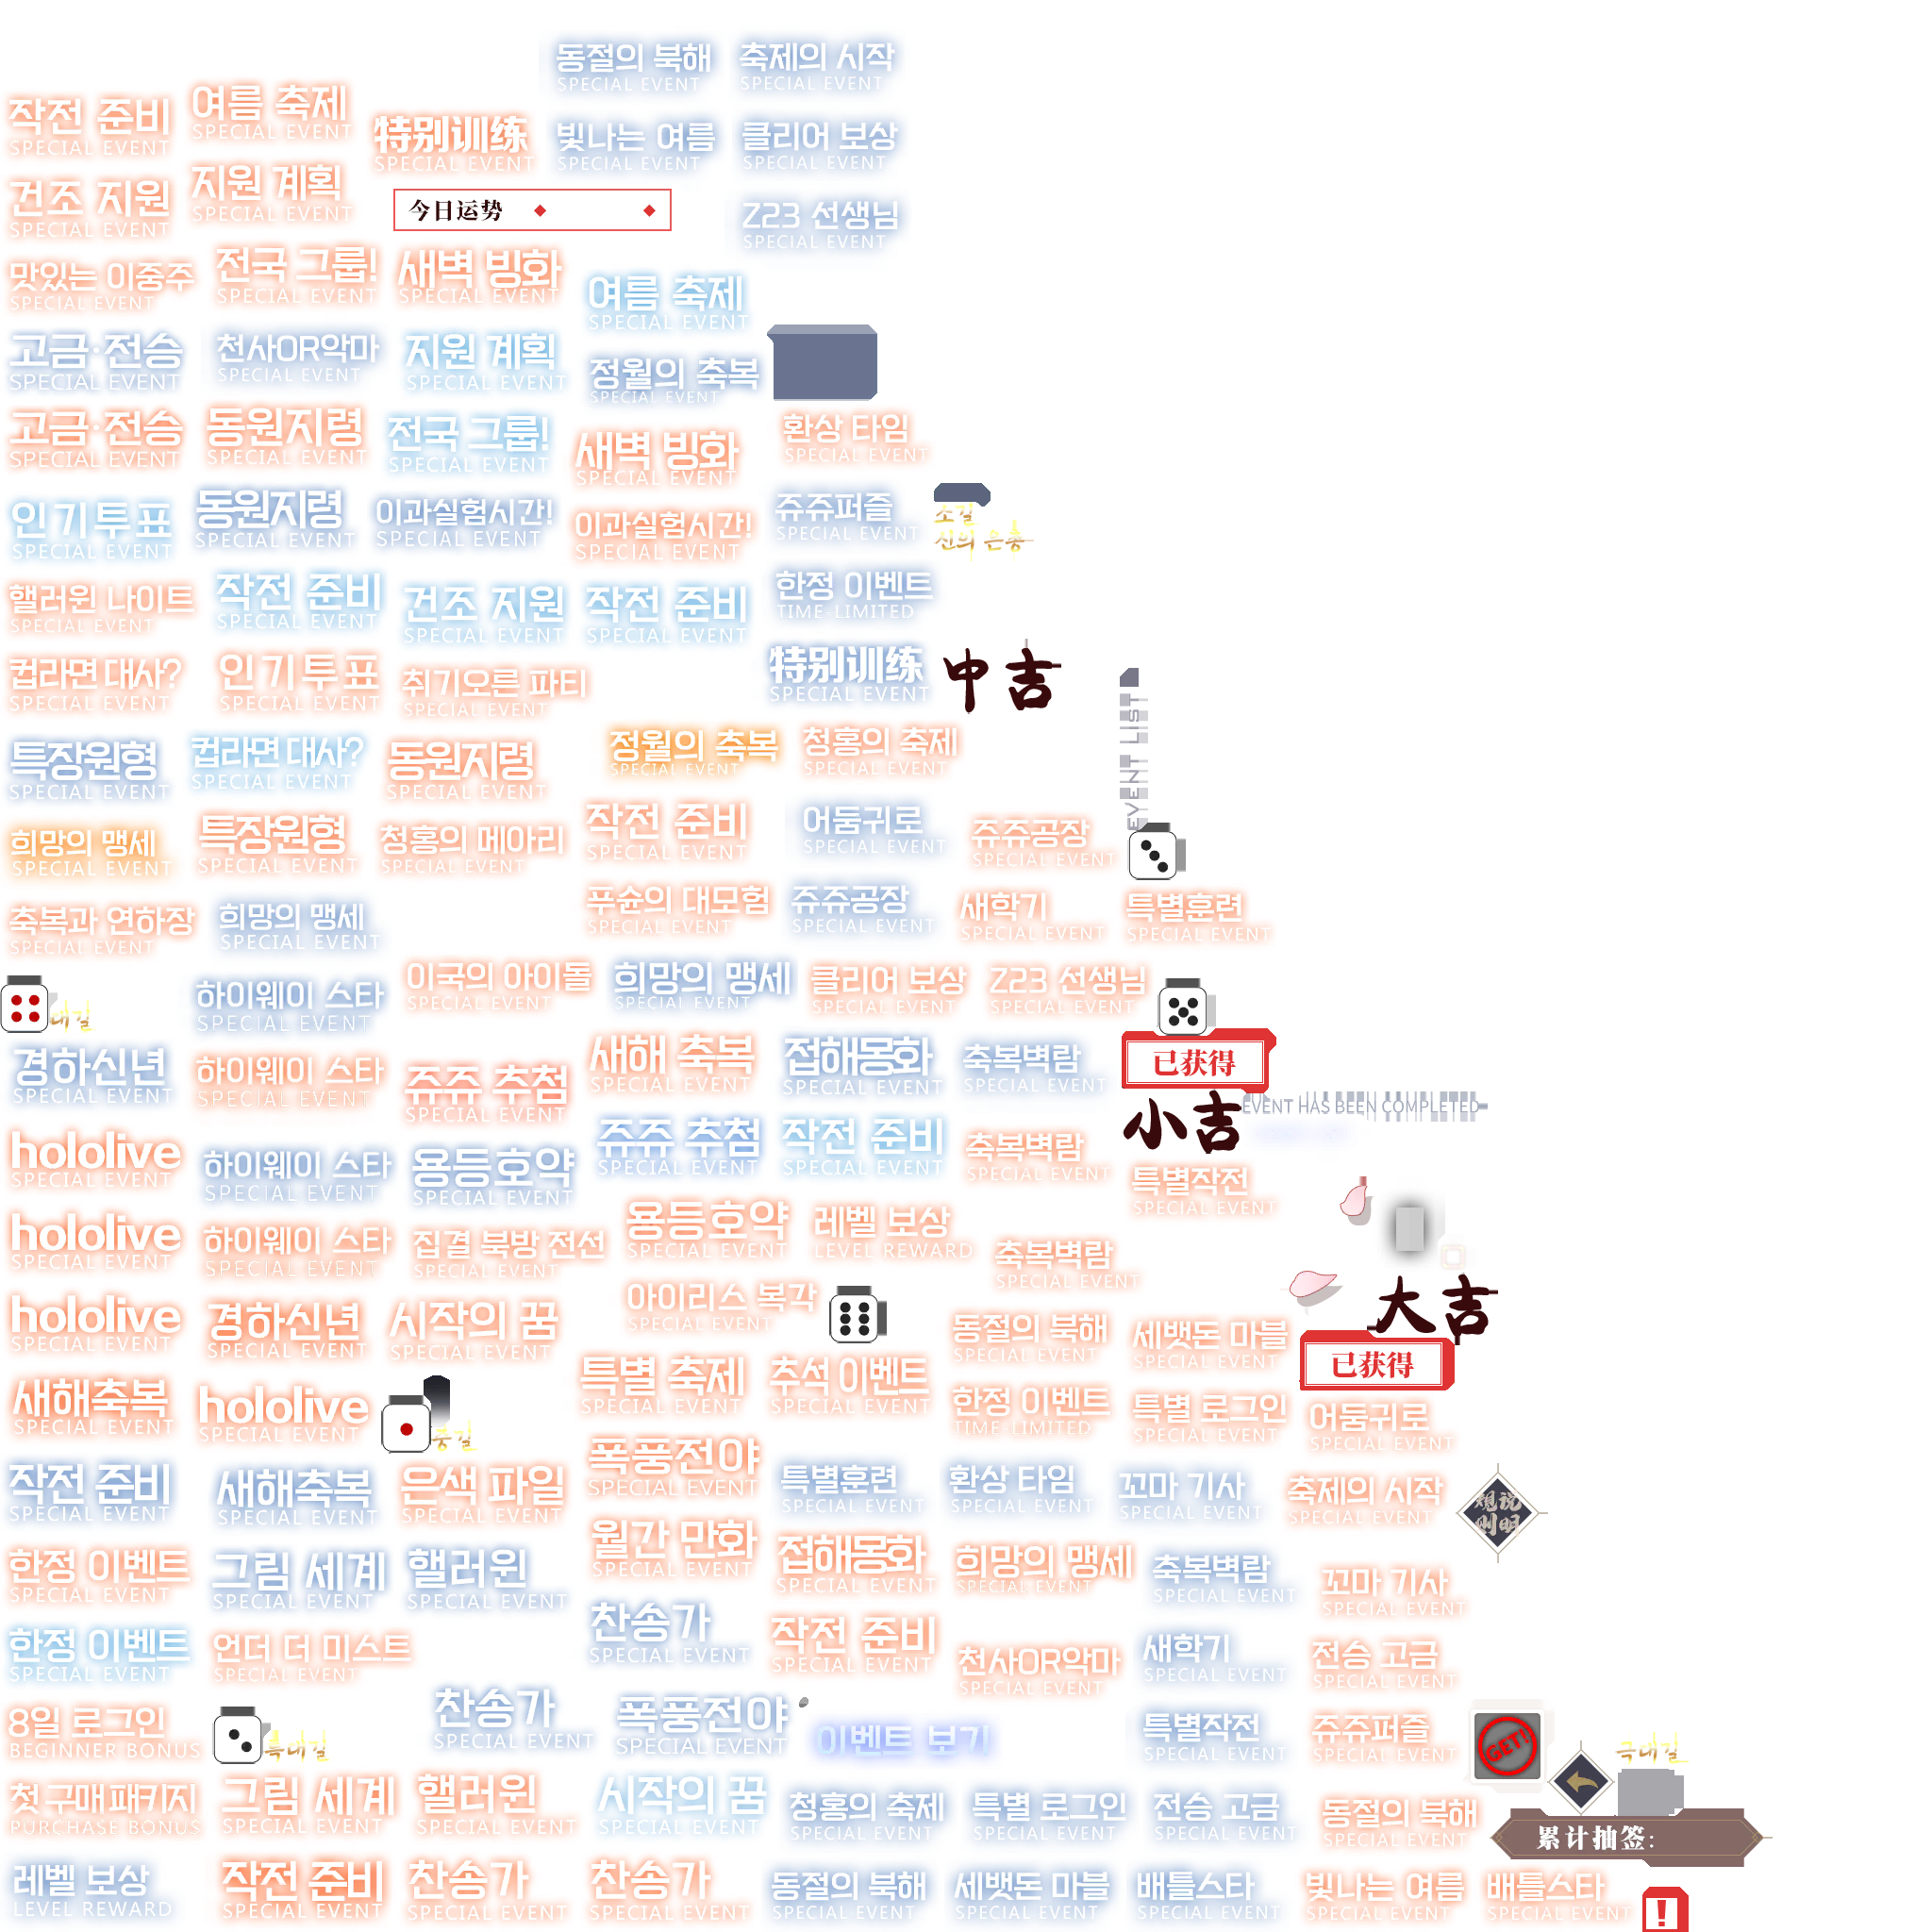 동절의 북해
SPECIAL EVENT
축제의 시작
SPECIAL EVENT
작전 준비
SPECIAL EVENT
여름 축제
SPECIAL EVENT
特别训练
SPECIAL EVENT
빛나는 여름
SPECIAL EVENT
클리어 보상
SPECIAL EVENT
건조 지원
SPECIAL EVENT
지원 계획
SPECIAL EVENT
今日运势
Z23 선생님
SPECIAL EVENT
맛있는 이중주
SPECIAL EVENT
전국 그룹!
SPECIAL EVENT
새벽 빙화
SPECIAL EVENT
여름 축제
SPECIAL EVENT
고금·전승
SPECIAL EVENT
천사OR악마
SPECIAL EVENT
지원 계획
SPECIAL EVENT
정월의 축복
SPECIAL EVENT
고금·전승
SPECIAL EVENT
동원지령
SPECIAL EVENT
전국 그룹!
SPECIAL EVENT
새벽 빙화
SPECIAL EVENT
환상 타임
SPECIAL EVENT
인기투표
SPECIAL EVENT
동원지령
SPECIAL EVENT
이과실험시간!
SPECIAL EVENT
이과실험시간!
SPECIAL EVENT
쥬쥬퍼즐
SPECIAL EVENT
초길
신의 은총
핼러윈 나이트
SPECIAL EVENT
작전 준비
SPECIAL EVENT
건조 지원
SPECIAL EVENT
작전 준비
SPECIAL EVENT
한정 이벤트
TIME-LIMITED
컵라면 대사?
SPECIAL EVENT
인기투표
SPECIAL EVENT
취기오른 파티
SPECIAL EVENT
特别训练
SPECIAL EVENT
中吉
EVENT LIST
특장원형
SPECIAL EVENT
컵라면 대사?
SPECIAL EVENT
동원지령
SPECIAL EVENT
정월의 축복
SPECIAL EVENT
청홍의 축제
SPECIAL EVENT
희망의 맹세
SPECIAL EVENT
특장원형
SPECIAL EVENT
청홍의 메아리
SPECIAL EVENT
작전 준비
SPECIAL EVENT
어둠귀로
SPECIAL EVENT
쥬쥬공장
SPECIAL EVENT
축복과 연하장
SPECIAL EVENT
희망의 맹세
SPECIAL EVENT
푸슌의 대모험
SPECIAL EVENT
쥬쥬공장
SPECIAL EVENT
새학기
SPECIAL EVENT
특별훈련
SPECIAL EVENT
대길
하이웨이 스타
SPECIAL EVENT
이국의 아이돌
SPECIAL EVENT
희망의 맹세
SPECIAL EVENT
클리어 보상
SPECIAL EVENT
Z23 선생님
SPECIAL EVENT
경하신년
SPECIAL EVENT
하이웨이 스타
SPECIAL EVENT
쥬쥬 추첨
SPECIAL EVENT
새해 축복
SPECIAL EVENT
접해몽화
SPECIAL EVENT
축복벽람
SPECIAL EVENT
已获得
小吉
EVENT HAS BEEN COMPLETED
hololive
SPECIAL EVENT
하이웨이 스타
SPECIAL EVENT
용등호약
SPECIAL EVENT
쥬쥬 추첨
SPECIAL EVENT
작전 준비
SPECIAL EVENT
축복벽람
SPECIAL EVENT
특별작전
SPECIAL EVENT
hololive
SPECIAL EVENT
하이웨이 스타
SPECIAL EVENT
집결 북방 전선
SPECIAL EVENT
용등호약
SPECIAL EVENT
레벨 보상
LEVEL REWARD
축복벽람
SPECIAL EVENT
hololive
SPECIAL EVENT
경하신년
SPECIAL EVENT
시작의 꿈
SPECIAL EVENT
아이리스 복각
SPECIAL EVENT
동절의 북해
SPECIAL EVENT
세뱃돈 마블
SPECIAL EVENT
大吉
已获得
새해축복
SPECIAL EVENT
hololive
SPECIAL EVENT
중길
특별 축제
SPECIAL EVENT
추석 이벤트
SPECIAL EVENT
한정 이벤트
TIME-LIMITED
특별 로그인
SPECIAL EVENT
어둠귀로
SPECIAL EVENT
작전 준비
SPECIAL EVENT
새해축복
SPECIAL EVENT
은색 파일
SPECIAL EVENT
폭풍전야
SPECIAL EVENT
특별훈련
SPECIAL EVENT
환상 타임
SPECIAL EVENT
꼬마 기사
SPECIAL EVENT
축제의 시작
SPECIAL EVENT
规说
则明
한정 이벤트
SPECIAL EVENT
그림 세계
SPECIAL EVENT
핼러윈
SPECIAL EVENT
월간 만화
SPECIAL EVENT
접해몽화
SPECIAL EVENT
희망의 맹세
SPECIAL EVENT
축복벽람
SPECIAL EVENT
꼬마 기사
SPECIAL EVENT
한정 이벤트
SPECIAL EVENT
언더 더 미스트
SPECIAL EVENT
찬송가
SPECIAL EVENT
작전 준비
SPECIAL EVENT
천사OR악마
SPECIAL EVENT
새학기
SPECIAL EVENT
전승 고금
SPECIAL EVENT
8일 로그인
BEGINNER BONUS
특대길
찬송가
SPECIAL EVENT
폭풍전야
SPECIAL EVENT
이벤트 보기
특별작전
SPECIAL EVENT
쥬쥬퍼즐
SPECIAL EVENT
GET!
극대길
첫 구매 패키지
PURCHASE BONUS
그림 세계
SPECIAL EVENT
핼러윈
SPECIAL EVENT
시작의 꿈
SPECIAL EVENT
청홍의 축제
SPECIAL EVENT
특별 로그인
SPECIAL EVENT
전승 고금
SPECIAL EVENT
동절의 북해
SPECIAL EVENT
累计抽签:
레벨 보상
LEVEL REWARD
작전 준비
SPECIAL EVENT
찬송가
SPECIAL EVENT
찬송가
SPECIAL EVENT
동절의 북해
SPECIAL EVENT
세뱃돈 마블
SPECIAL EVENT
배틀스타
SPECIAL EVENT
빛나는 여름
SPECIAL EVENT
배틀스타
SPECIAL EVENT
!